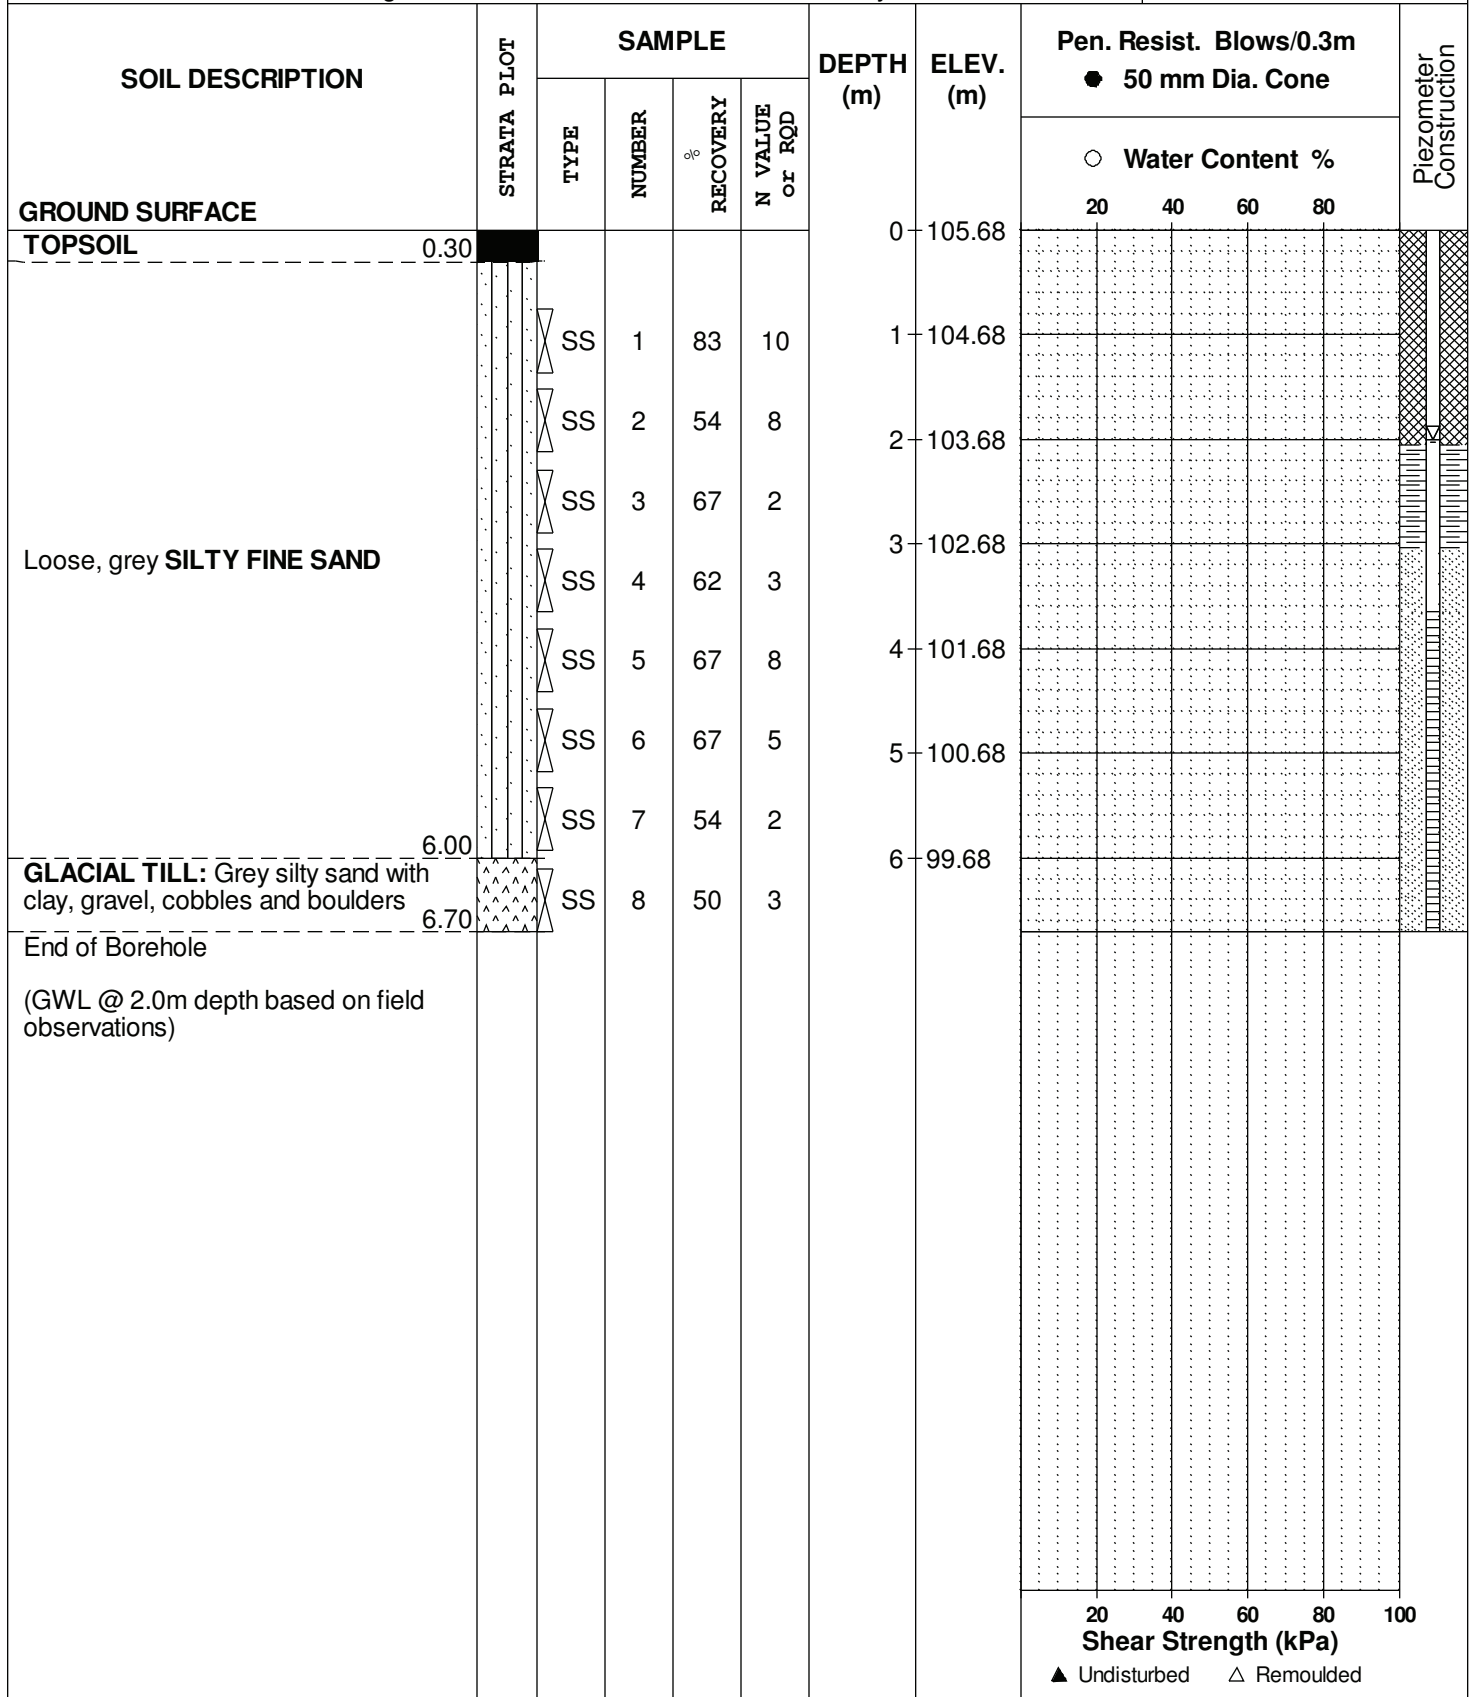 SOIL DESCRIPTION
STRATA PLOT
SAMPLE
TYPE
NUMBER
% RECOVERY
N VALUE or RQD
DEPTH (m)
ELEV. (m)
Pen. Resist. Blows/0.3m
● 50 mm Dia. Cone
○ Water Content %
20 40 60 80
Piezometer Construction
GROUND SURFACE
0 105.68
TOPSOIL 0.30
SS 1 83 10
1 104.68
SS 2 54 8
2 103.68
SS 3 67 2
3 102.68
Loose, grey SILTY FINE SAND
SS 4 62 3
SS 5 67 8
4 101.68
SS 6 67 5
5 100.68
SS 7 54 2
6.00
6 99.68
GLACIAL TILL: Grey silty sand with
clay, gravel, cobbles and boulders
6.70
SS 8 50 3
End of Borehole
(GWL @ 2.0m depth based on field
observations)
20 40 60 80 100
Shear Strength (kPa)
▲ Undisturbed △ Remoulded